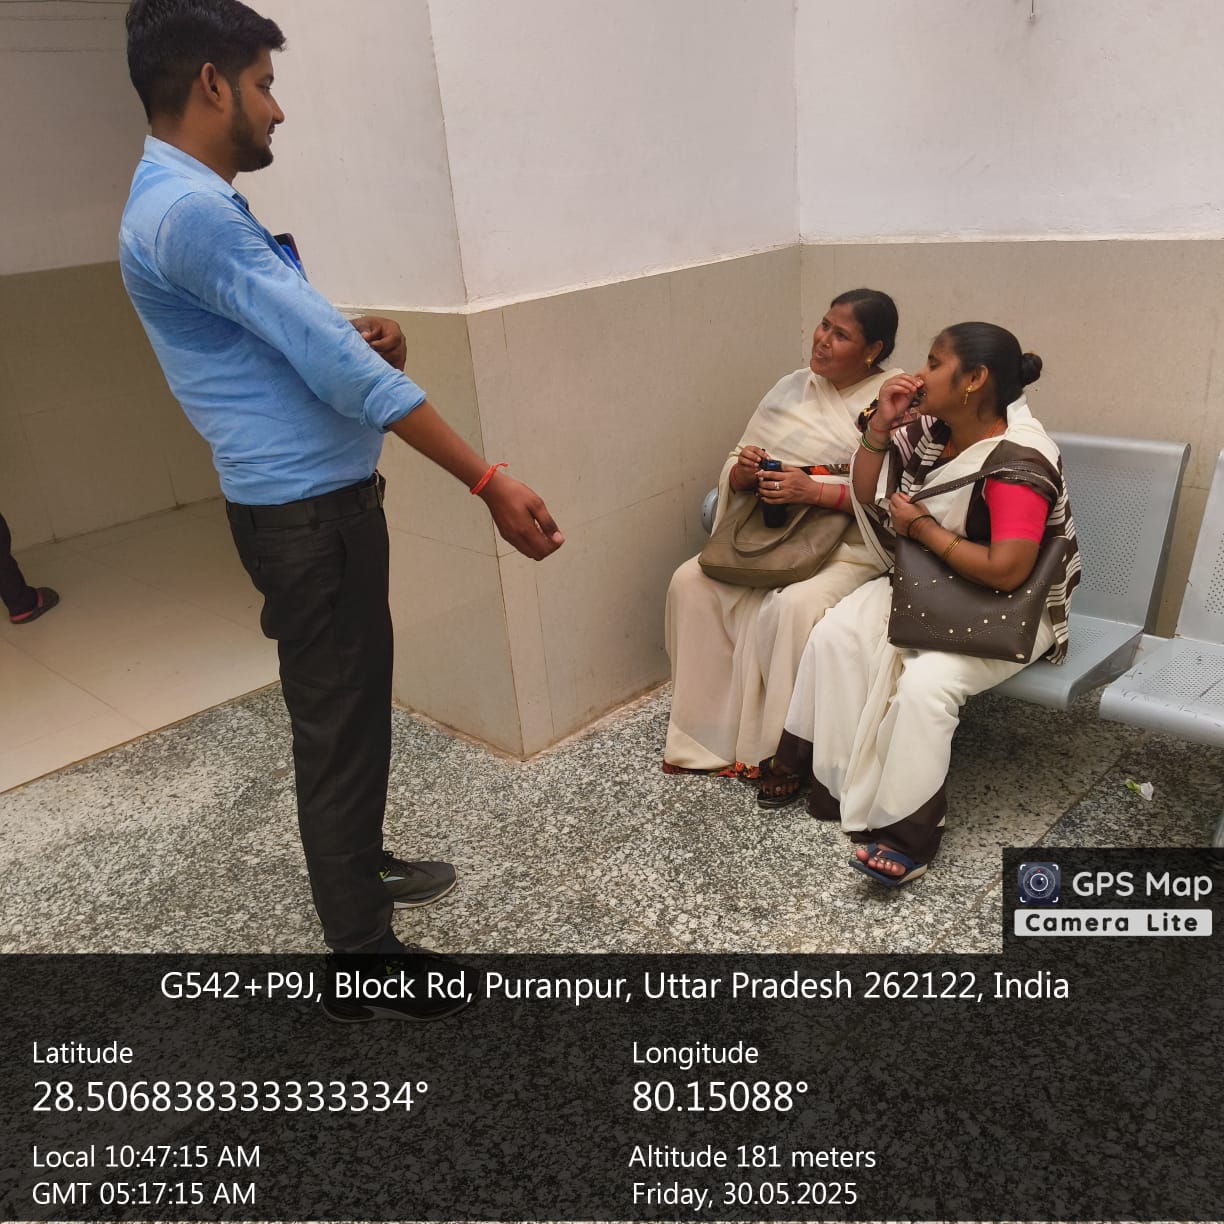 GPS Map
Camera Lite
G542+P9J, Block Rd, Puranpur, Uttar Pradesh 262122, India
Latitude
28.506838333333334°
Longitude
80.15088°
Local 10:47:15 AM
GMT 05:17:15 AM
Altitude 181 meters
Friday, 30.05.2025